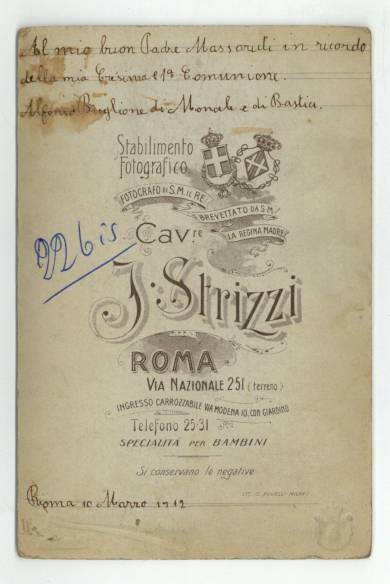 Al mio buon Padre Massaruti in ricordo
della mia Cresima e 1ª Comunione.
Alfonso Buglione di Monale e di Bastia.
Stabilimento
Fotografico
FOTOGRAFO DI S.M. IL RE
BREVETTATO DA S.M.
LA REGINA MADRE
Cav.re
J. Strizzi
22bis
ROMA
VIA NAZIONALE 251 (terreno)
INGRESSO CARROZZABILE VIA MODENA 10, CON GIARDINO
Telefono 25-31
SPECIALITÀ PER BAMBINI
Si conservano le negative
Roma 10 Marzo 1912